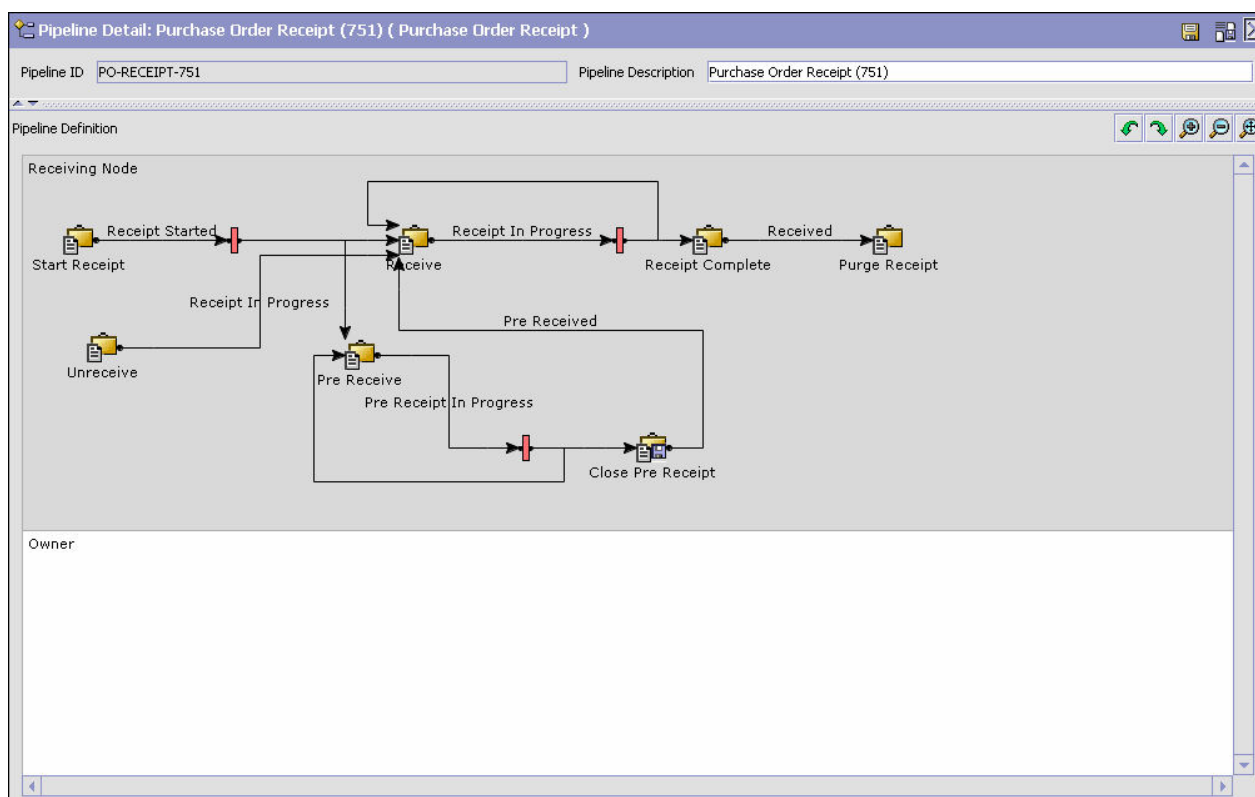 Pipeline Detail: Purchase Order Receipt (751) ( Purchase Order Receipt )
Pipeline ID PO-RECEIPT-751 Pipeline Description Purchase Order Receipt (751)
Pipeline Definition
Receiving Node
Receipt Started Receipt In Progress Received
Start Receipt Receive Receipt Complete Purge Receipt
Receipt In Progress
Pre Received
Unreceive
Pre Receive
Pre Receipt In Progress
Close Pre Receipt
Owner